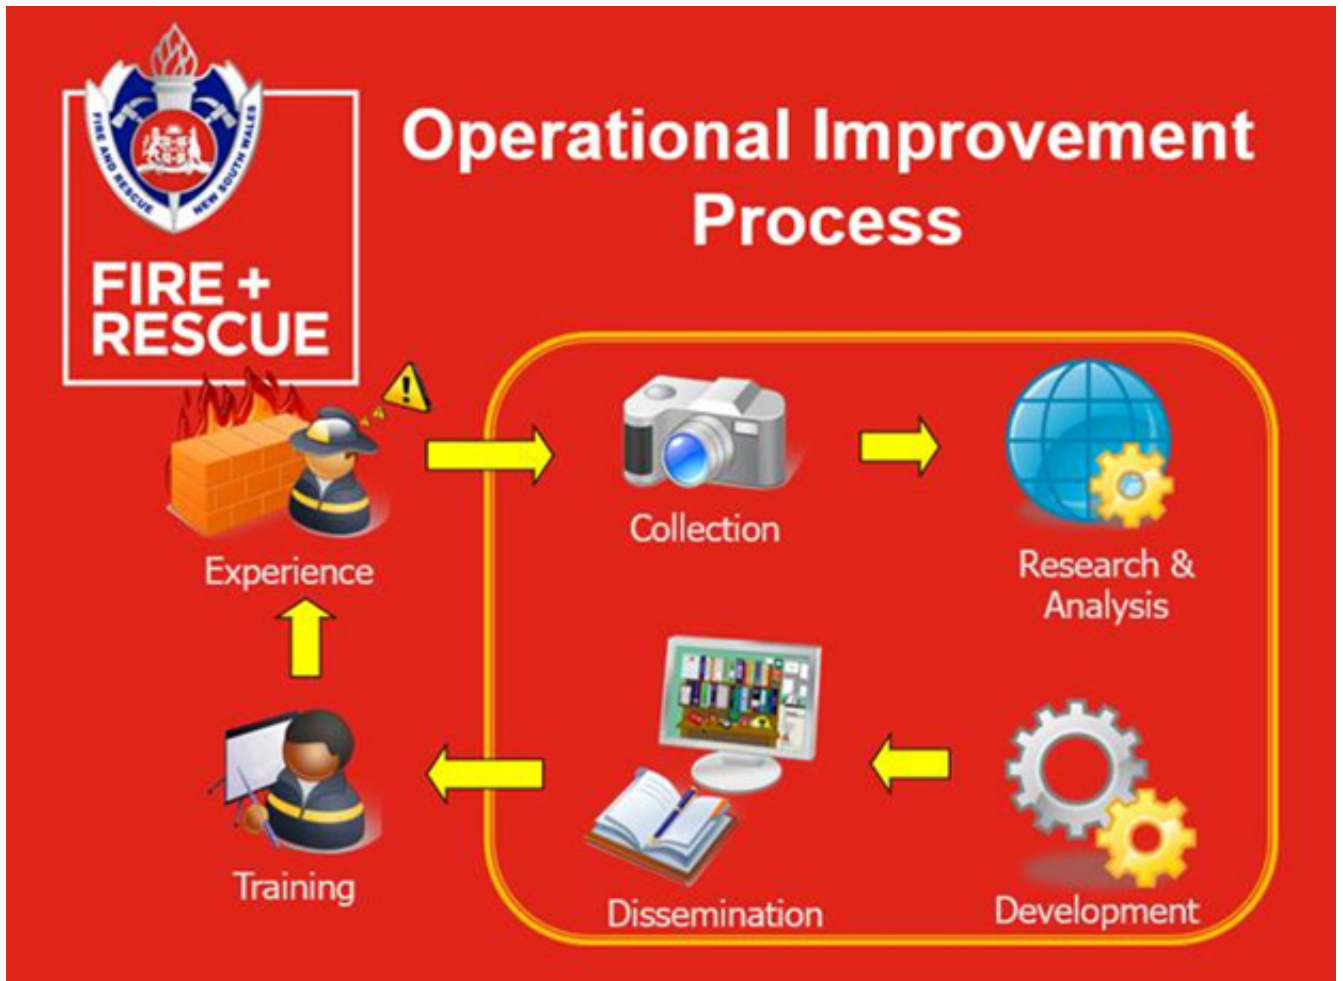 FIRE AND RESCUE NEW SOUTH WALES
FIRE +
RESCUE
Operational Improvement
Process
Experience
!
Collection
Research &
Analysis
Training
Dissemination
Development